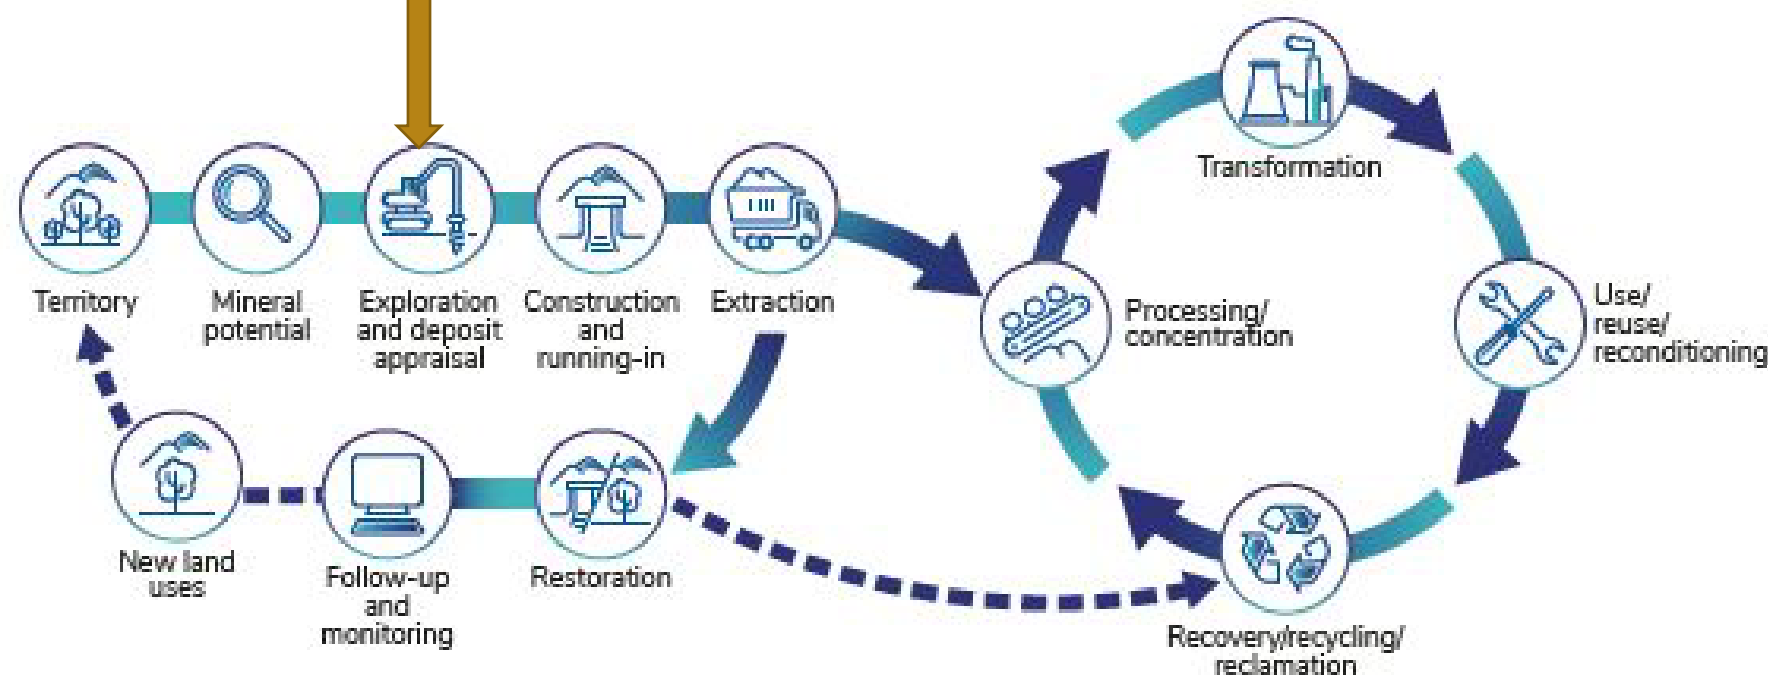 Transformation
Territory
Mineral
potential
Exploration
and deposit
appraisal
Construction
and
running-in
Extraction
Processing/
concentration
Use/
reuse/
reconditioning
New land
uses
Follow-up
and
monitoring
Restoration
Recovery/recycling/
reclamation